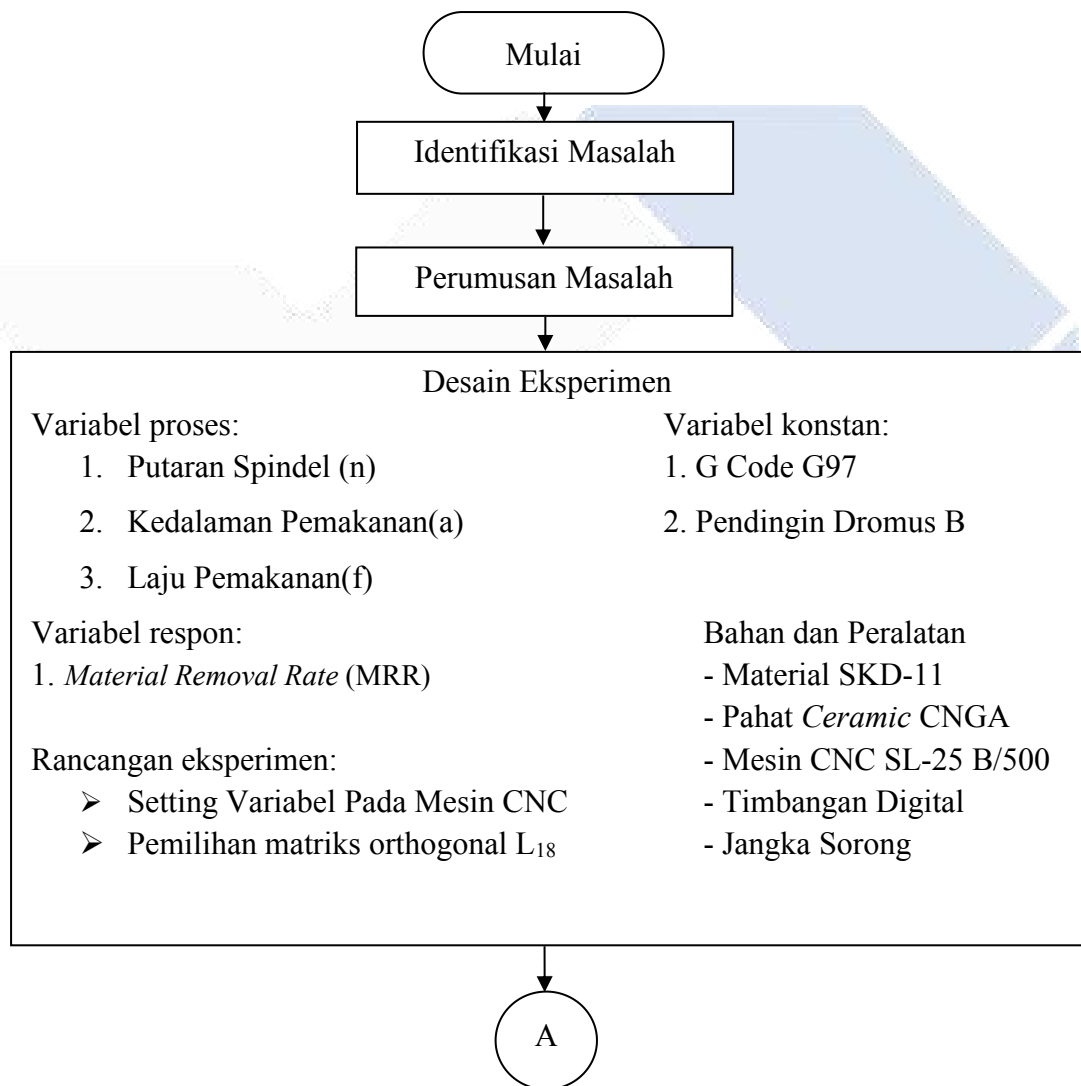 Mulai
Identifikasi Masalah
Perumusan Masalah
Desain Eksperimen
Variabel proses:
1. Putaran Spindel (n)
2. Kedalaman Pemakanan(a)
3. Laju Pemakanan(f)
Variabel konstan:
1. G Code G97
2. Pendingin Dromus B
Variabel respon:
1. Material Removal Rate (MRR)
Rancangan eksperimen:
➢ Setting Variabel Pada Mesin CNC
➢ Pemilihan matriks orthogonal L₁₈
Bahan dan Peralatan
- Material SKD-11
- Pahat Ceramic CNGA
- Mesin CNC SL-25 B/500
- Timbangan Digital
- Jangka Sorong
A